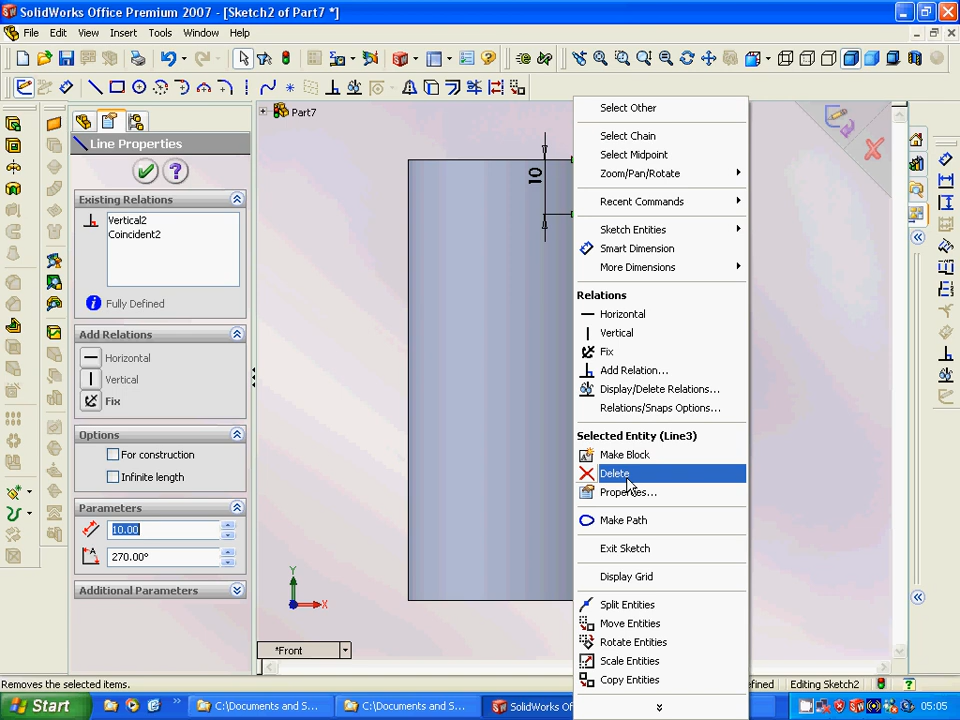 SolidWorks Office Premium 2007 - [Sketch2 of Part7 *]
File Edit View Insert Tools Window Help
Part7
Line Properties
Existing Relations
Vertical2
Coincident2
Fully Defined
Add Relations
Horizontal
Vertical
Fix
Options
For construction
Infinite length
Parameters
10.00
270.00°
Additional Parameters
10
Y
X
*Front
Select Other
Select Chain
Select Midpoint
Zoom/Pan/Rotate
Recent Commands
Sketch Entities
Smart Dimension
More Dimensions
Relations
Horizontal
Vertical
Fix
Add Relation...
Display/Delete Relations...
Relations/Snaps Options...
Selected Entity (Line3)
Make Block
Delete
Properties...
Make Path
Exit Sketch
Display Grid
Split Entities
Move Entities
Rotate Entities
Scale Entities
Copy Entities
Removes the selected items.
efined Editing Sketch2
Start C:\Documents and S... C:\Documents and S... SolidWorks Of 05:05